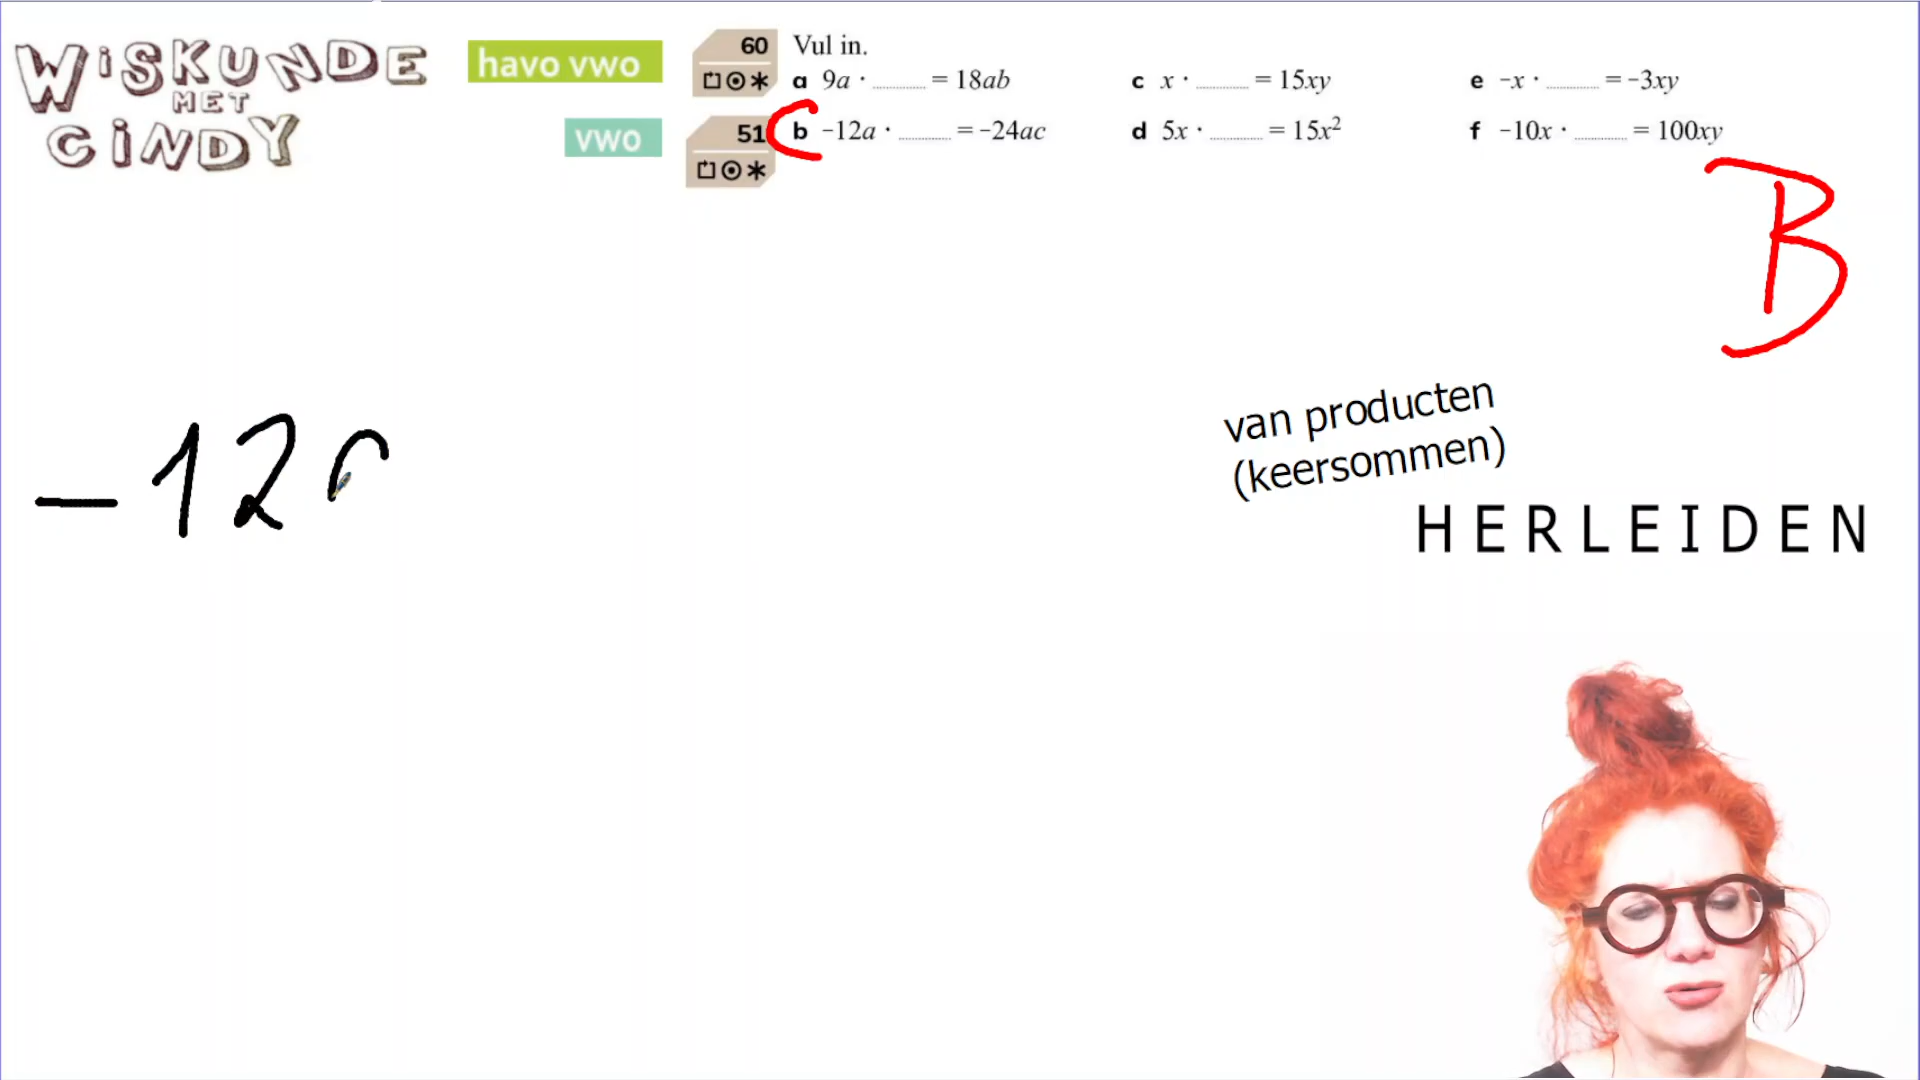 WiSKUNDE
MET
CiNDY
havo vwo
vwo
60
51
Vul in.
a 9a · ........ = 18ab
b -12a · ........ = -24ac
c x · ........ = 15xy
d 5x · ........ = 15x²
e -x · ........ = -3xy
f -10x · ........ = 100xy
B
-12
van producten
(keersommen)
HERLEIDEN